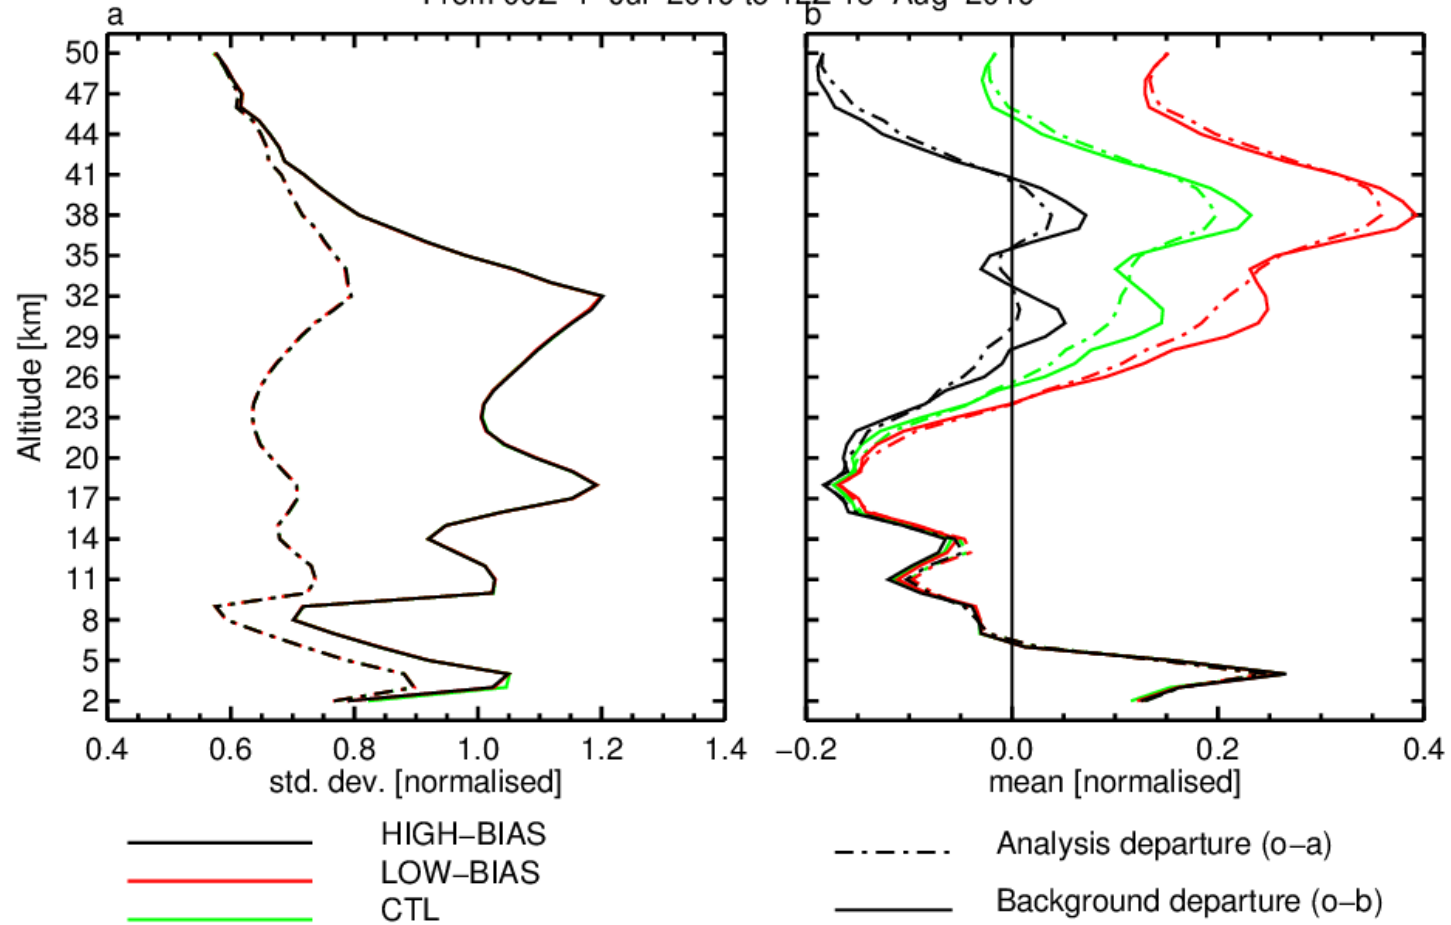 a
b
50
47
44
41
38
35
32
29
26
23
20
17
14
11
8
5
2
Altitude [km]
0.4 0.6 0.8 1.0 1.2 1.4
std. dev. [normalised]
−0.2 0.0 0.2 0.4
mean [normalised]
HIGH−BIAS
LOW−BIAS
CTL
Analysis departure (o−a)
Background departure (o−b)